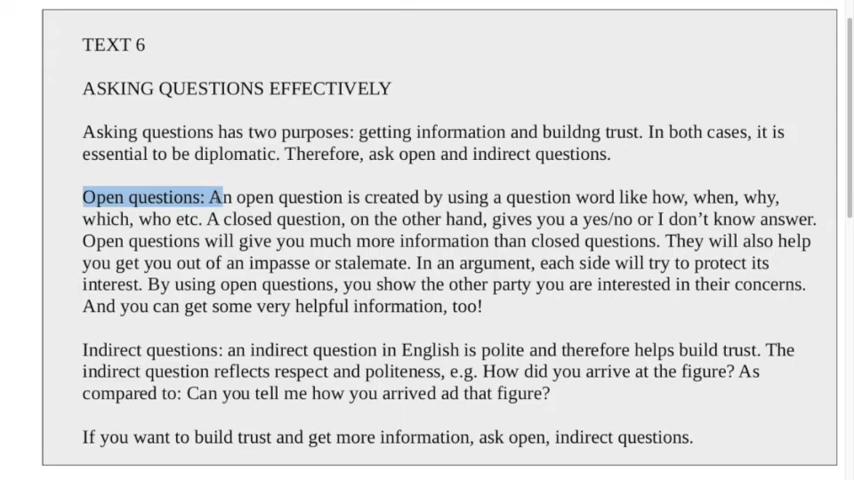 TEXT 6
ASKING QUESTIONS EFFECTIVELY
Asking questions has two purposes: getting information and buildng trust. In both cases, it is
essential to be diplomatic. Therefore, ask open and indirect questions.
Open questions: An open question is created by using a question word like how, when, why,
which, who etc. A closed question, on the other hand, gives you a yes/no or I don’t know answer.
Open questions will give you much more information than closed questions. They will also help
you get you out of an impasse or stalemate. In an argument, each side will try to protect its
interest. By using open questions, you show the other party you are interested in their concerns.
And you can get some very helpful information, too!
Indirect questions: an indirect question in English is polite and therefore helps build trust. The
indirect question reflects respect and politeness, e.g. How did you arrive at the figure? As
compared to: Can you tell me how you arrived ad that figure?
If you want to build trust and get more information, ask open, indirect questions.